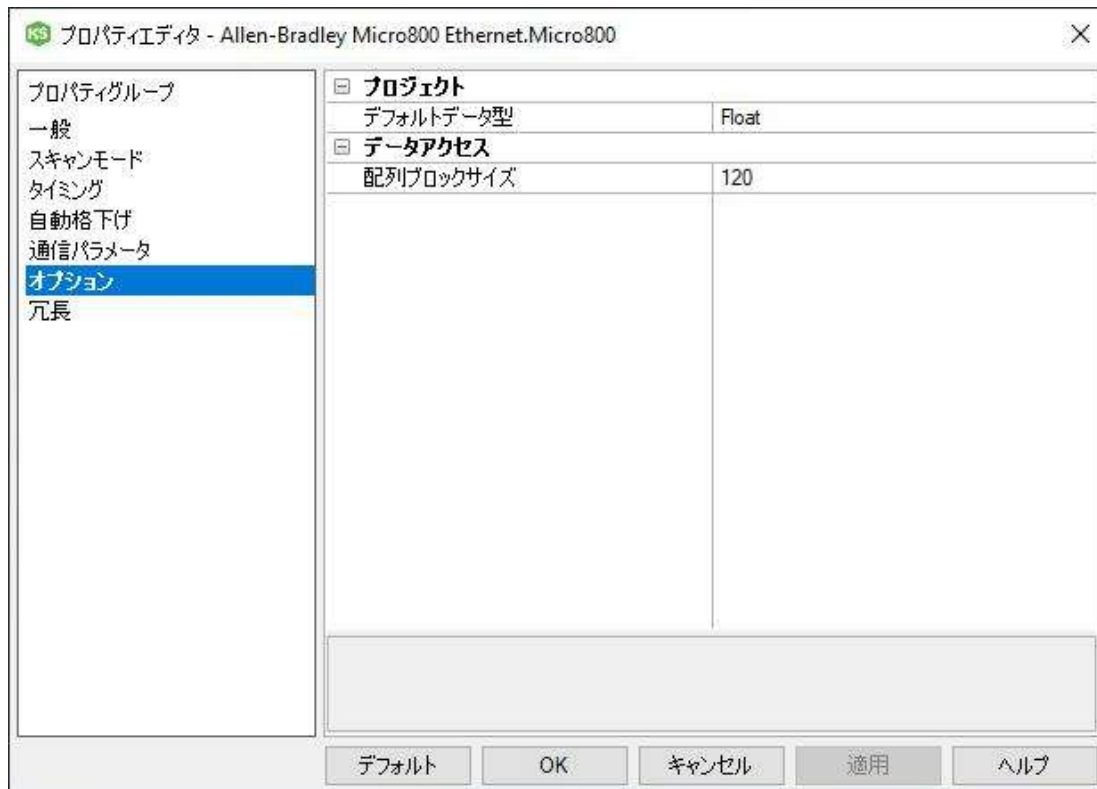 KS プロパティエディタ - Allen-Bradley Micro800 Ethernet.Micro800
プロパティグループ
一般
スキャンモード
タイミング
自動格下げ
通信パラメータ
オプション
冗長
プロジェクト
デフォルトデータ型 Float
データアクセス
配列ブロックサイズ 120
デフォルト OK キャンセル 適用 ヘルプ